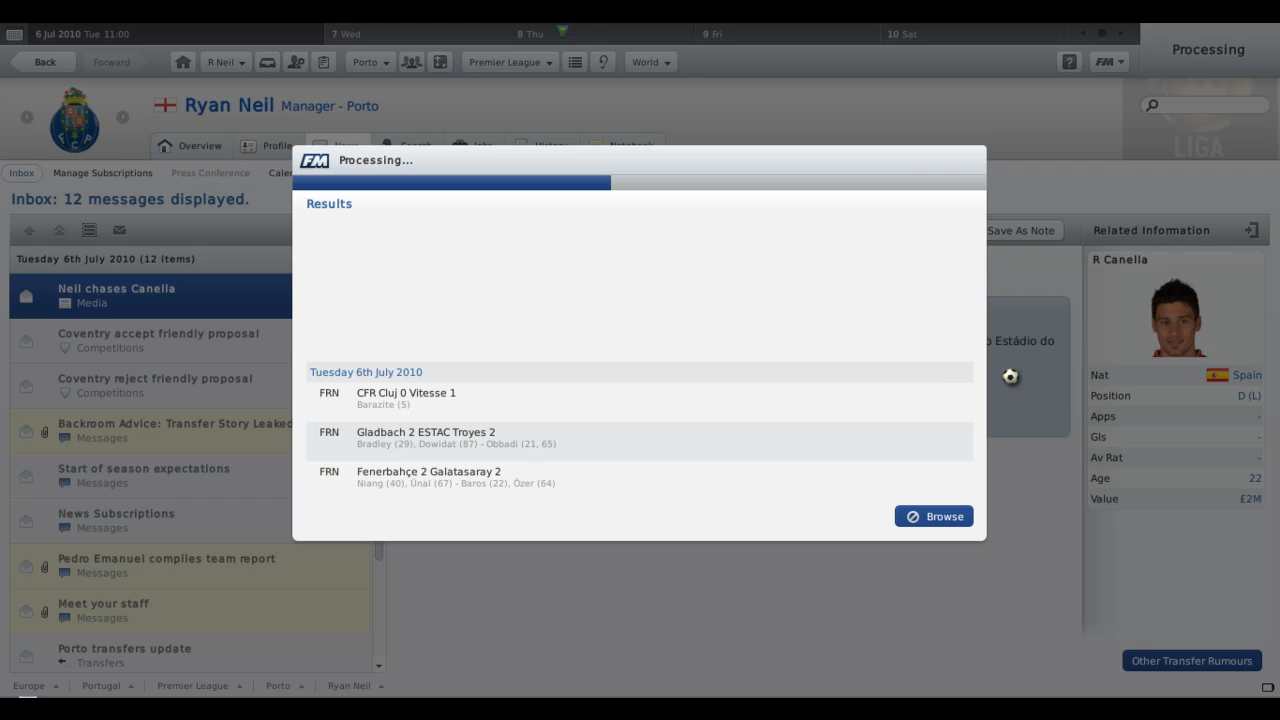 6 Jul 2010 Tue 11:00
7 Wed
8 Thu
9 Fri
10 Sat
Processing
Back
Forward
R Neil
Porto
Premier League
World
FM
Ryan Neil Manager - Porto
Overview
Profile
LIGA
Inbox
Manage Subscriptions
Press Conference
Inbox: 12 messages displayed.
Save As Note
Related Information
Tuesday 6th July 2010 (12 items)
Neil chases Canella
Media
Coventry accept friendly proposal
Competitions
Coventry reject friendly proposal
Competitions
Backroom Advice: Transfer Story Leaked
Messages
Start of season expectations
Messages
News Subscriptions
Messages
Pedro Emanuel compiles team report
Messages
Meet your staff
Messages
Porto transfers update
Transfers
FM Processing...
Results
Tuesday 6th July 2010
FRN CFR Cluj 0 Vitesse 1
Barazite (5)
FRN Gladbach 2 ESTAC Troyes 2
Bradley (29), Dowidat (87) - Obbadi (21, 65)
FRN Fenerbahçe 2 Galatasaray 2
Niang (40), Ünal (67) - Baros (22), Özer (64)
Browse
Estádio do
R Canella
Nat Spain
Position D (L)
Apps -
Gls -
Av Rat -
Age 22
Value £2M
Other Transfer Rumours
Europe
Portugal
Premier League
Porto
Ryan Neil